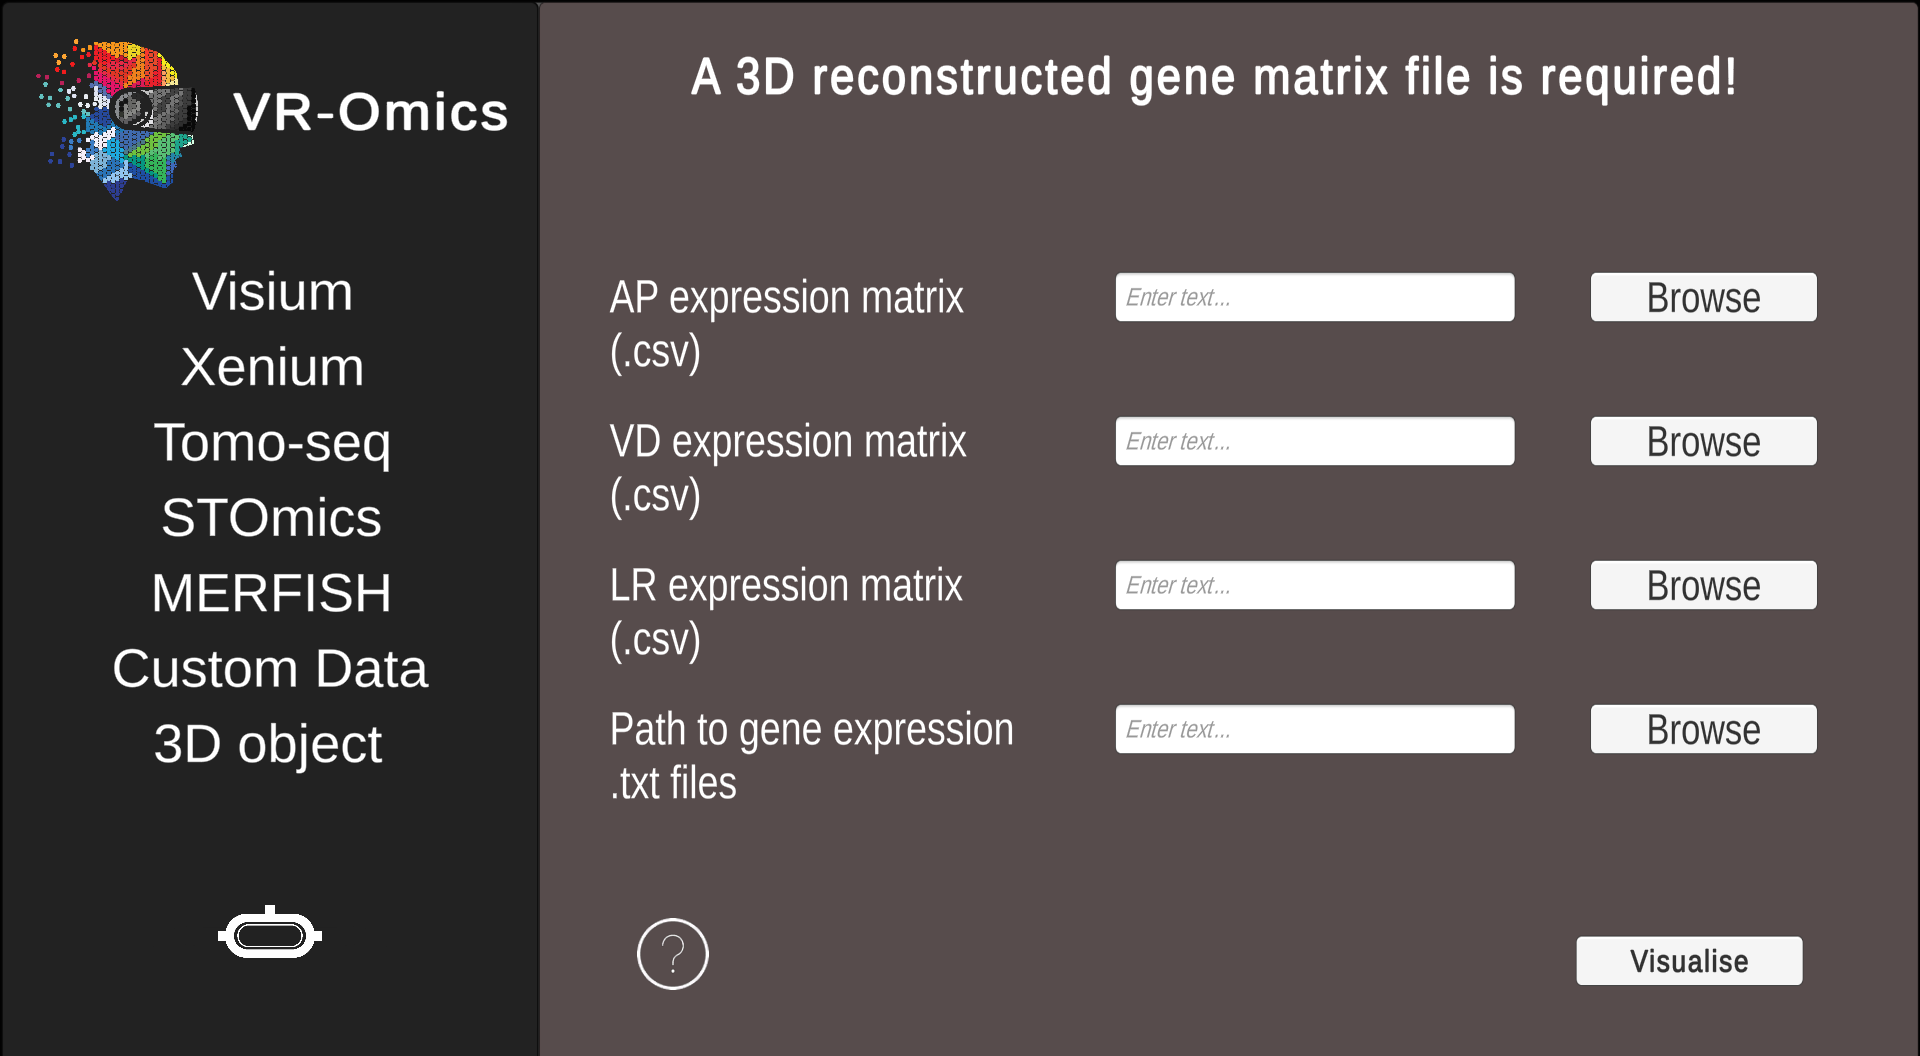 VR-Omics
Visium
Xenium
Tomo-seq
STOmics
MERFISH
Custom Data
3D object
A 3D reconstructed gene matrix file is required!
AP expression matrix
(.csv)
Enter text...
Browse
VD expression matrix
(.csv)
Enter text...
Browse
LR expression matrix
(.csv)
Enter text...
Browse
Path to gene expression
.txt files
Enter text...
Browse
?
Visualise